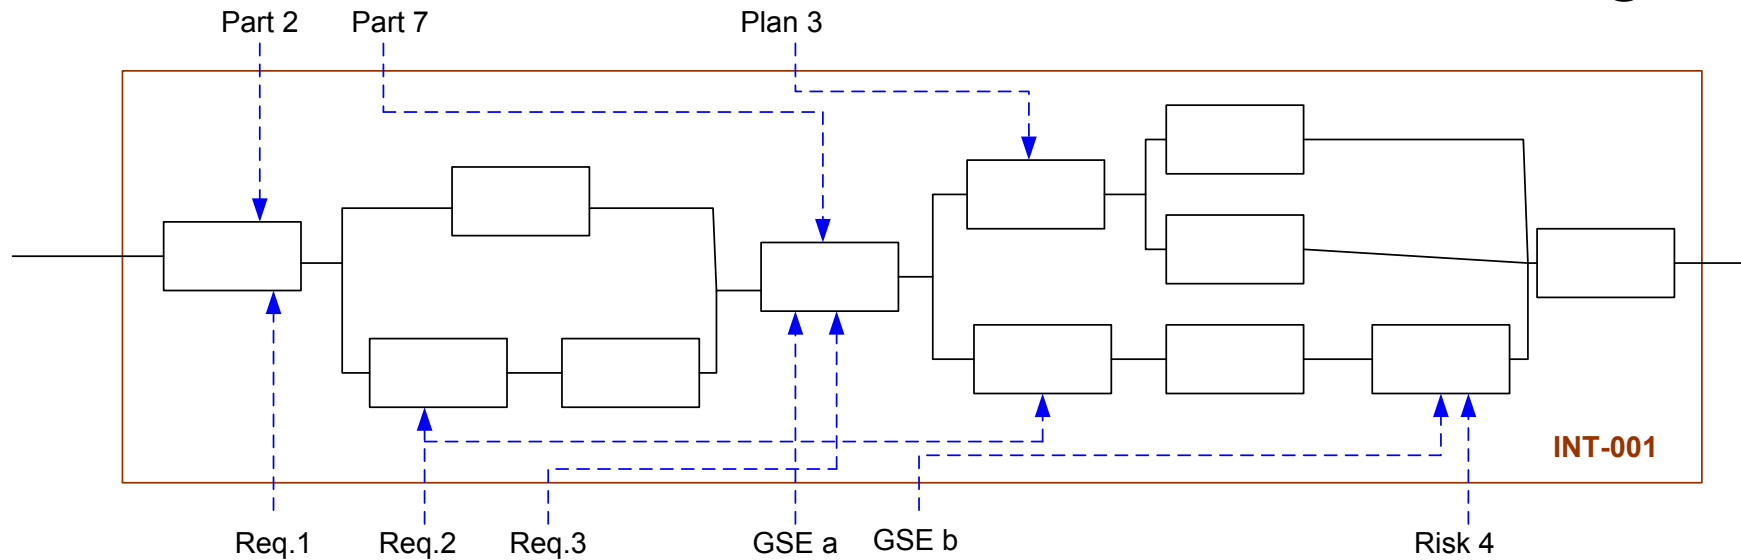 Part 2
Part 7
Plan 3
INT-001
Req.1
Req.2
Req.3
GSE a
GSE b
Risk 4